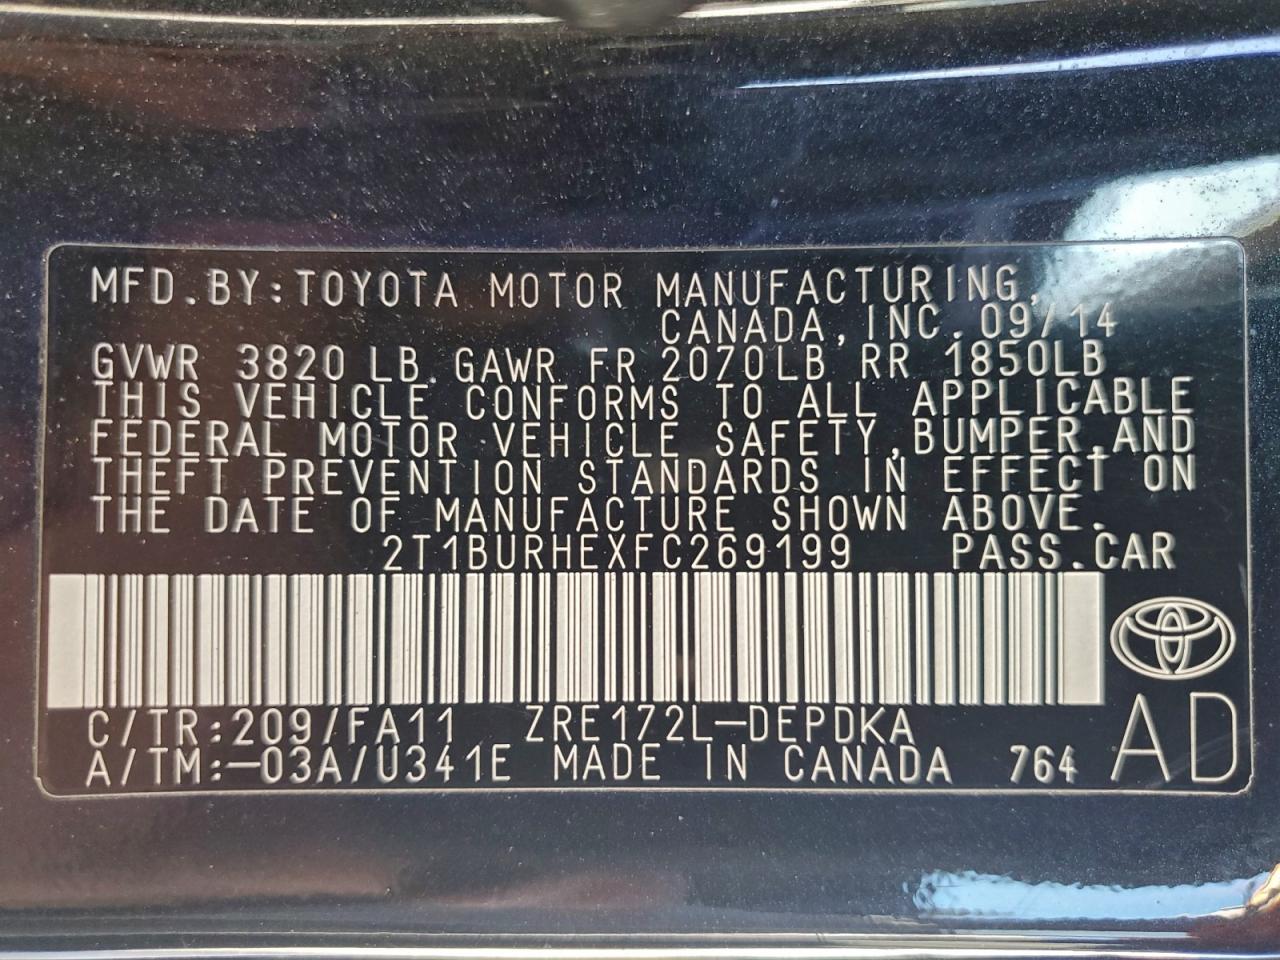 MFD.BY:TOYOTA MOTOR MANUFACTURING,
CANADA,INC. 09/14
GVWR 3820 LB GAWR FR 2070LB RR 1850LB
THIS VEHICLE CONFORMS TO ALL APPLICABLE
FEDERAL MOTOR VEHICLE SAFETY,BUMPER,AND
THEFT PREVENTION STANDARDS IN EFFECT ON
THE DATE OF MANUFACTURE SHOWN ABOVE.
2T1BURHEXFC269199 PASS.CAR
C/TR:209/FA11 ZRE172L-DEPDKA
A/TM:-03A/U341E MADE IN CANADA 764
AD